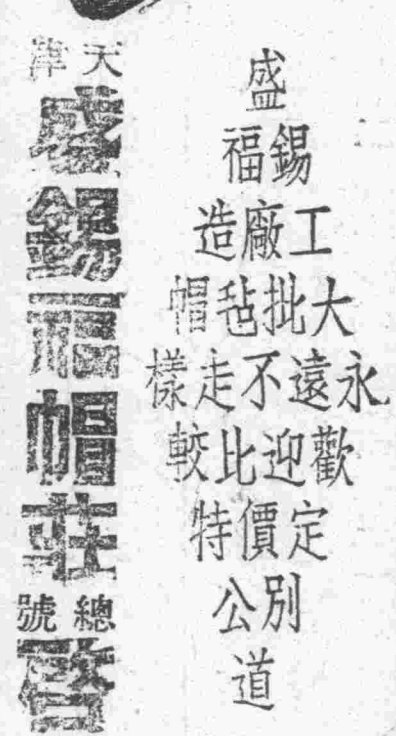 盛
錫福
工廠造
大批毡帽
永遠不走樣
歡迎比較
定價特
別公
道
天津盛錫福帽莊總號啓